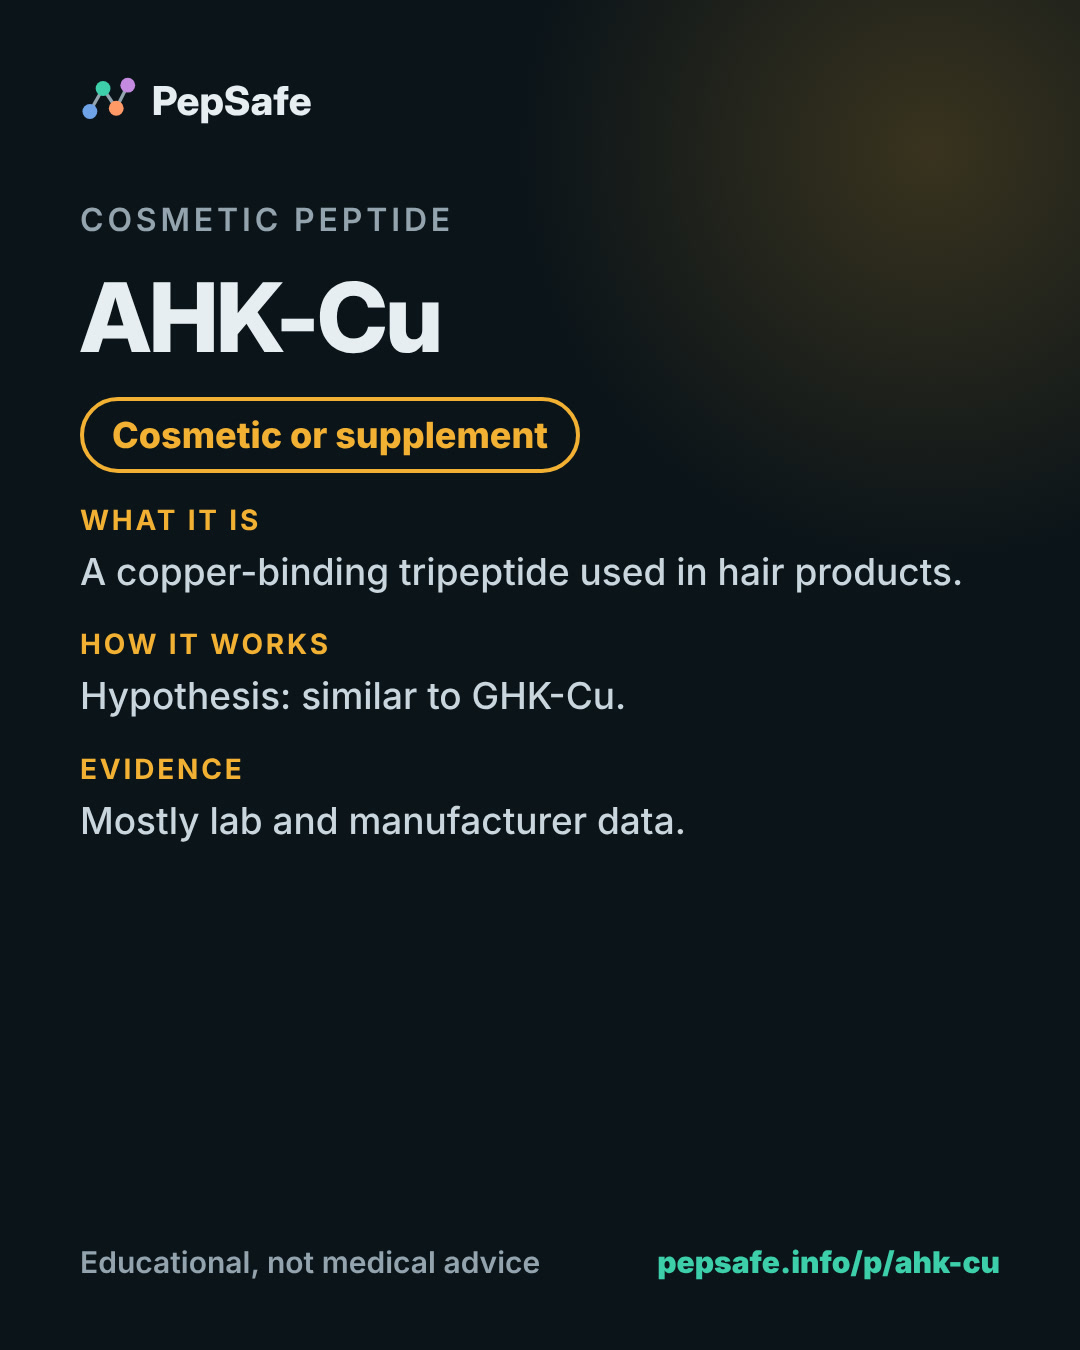 PepSafe
COSMETIC PEPTIDE
AHK-Cu
Cosmetic or supplement
WHAT IT IS
A copper-binding tripeptide used in hair products.
HOW IT WORKS
Hypothesis: similar to GHK-Cu.
EVIDENCE
Mostly lab and manufacturer data.
Educational, not medical advice
pepsafe.info/p/ahk-cu